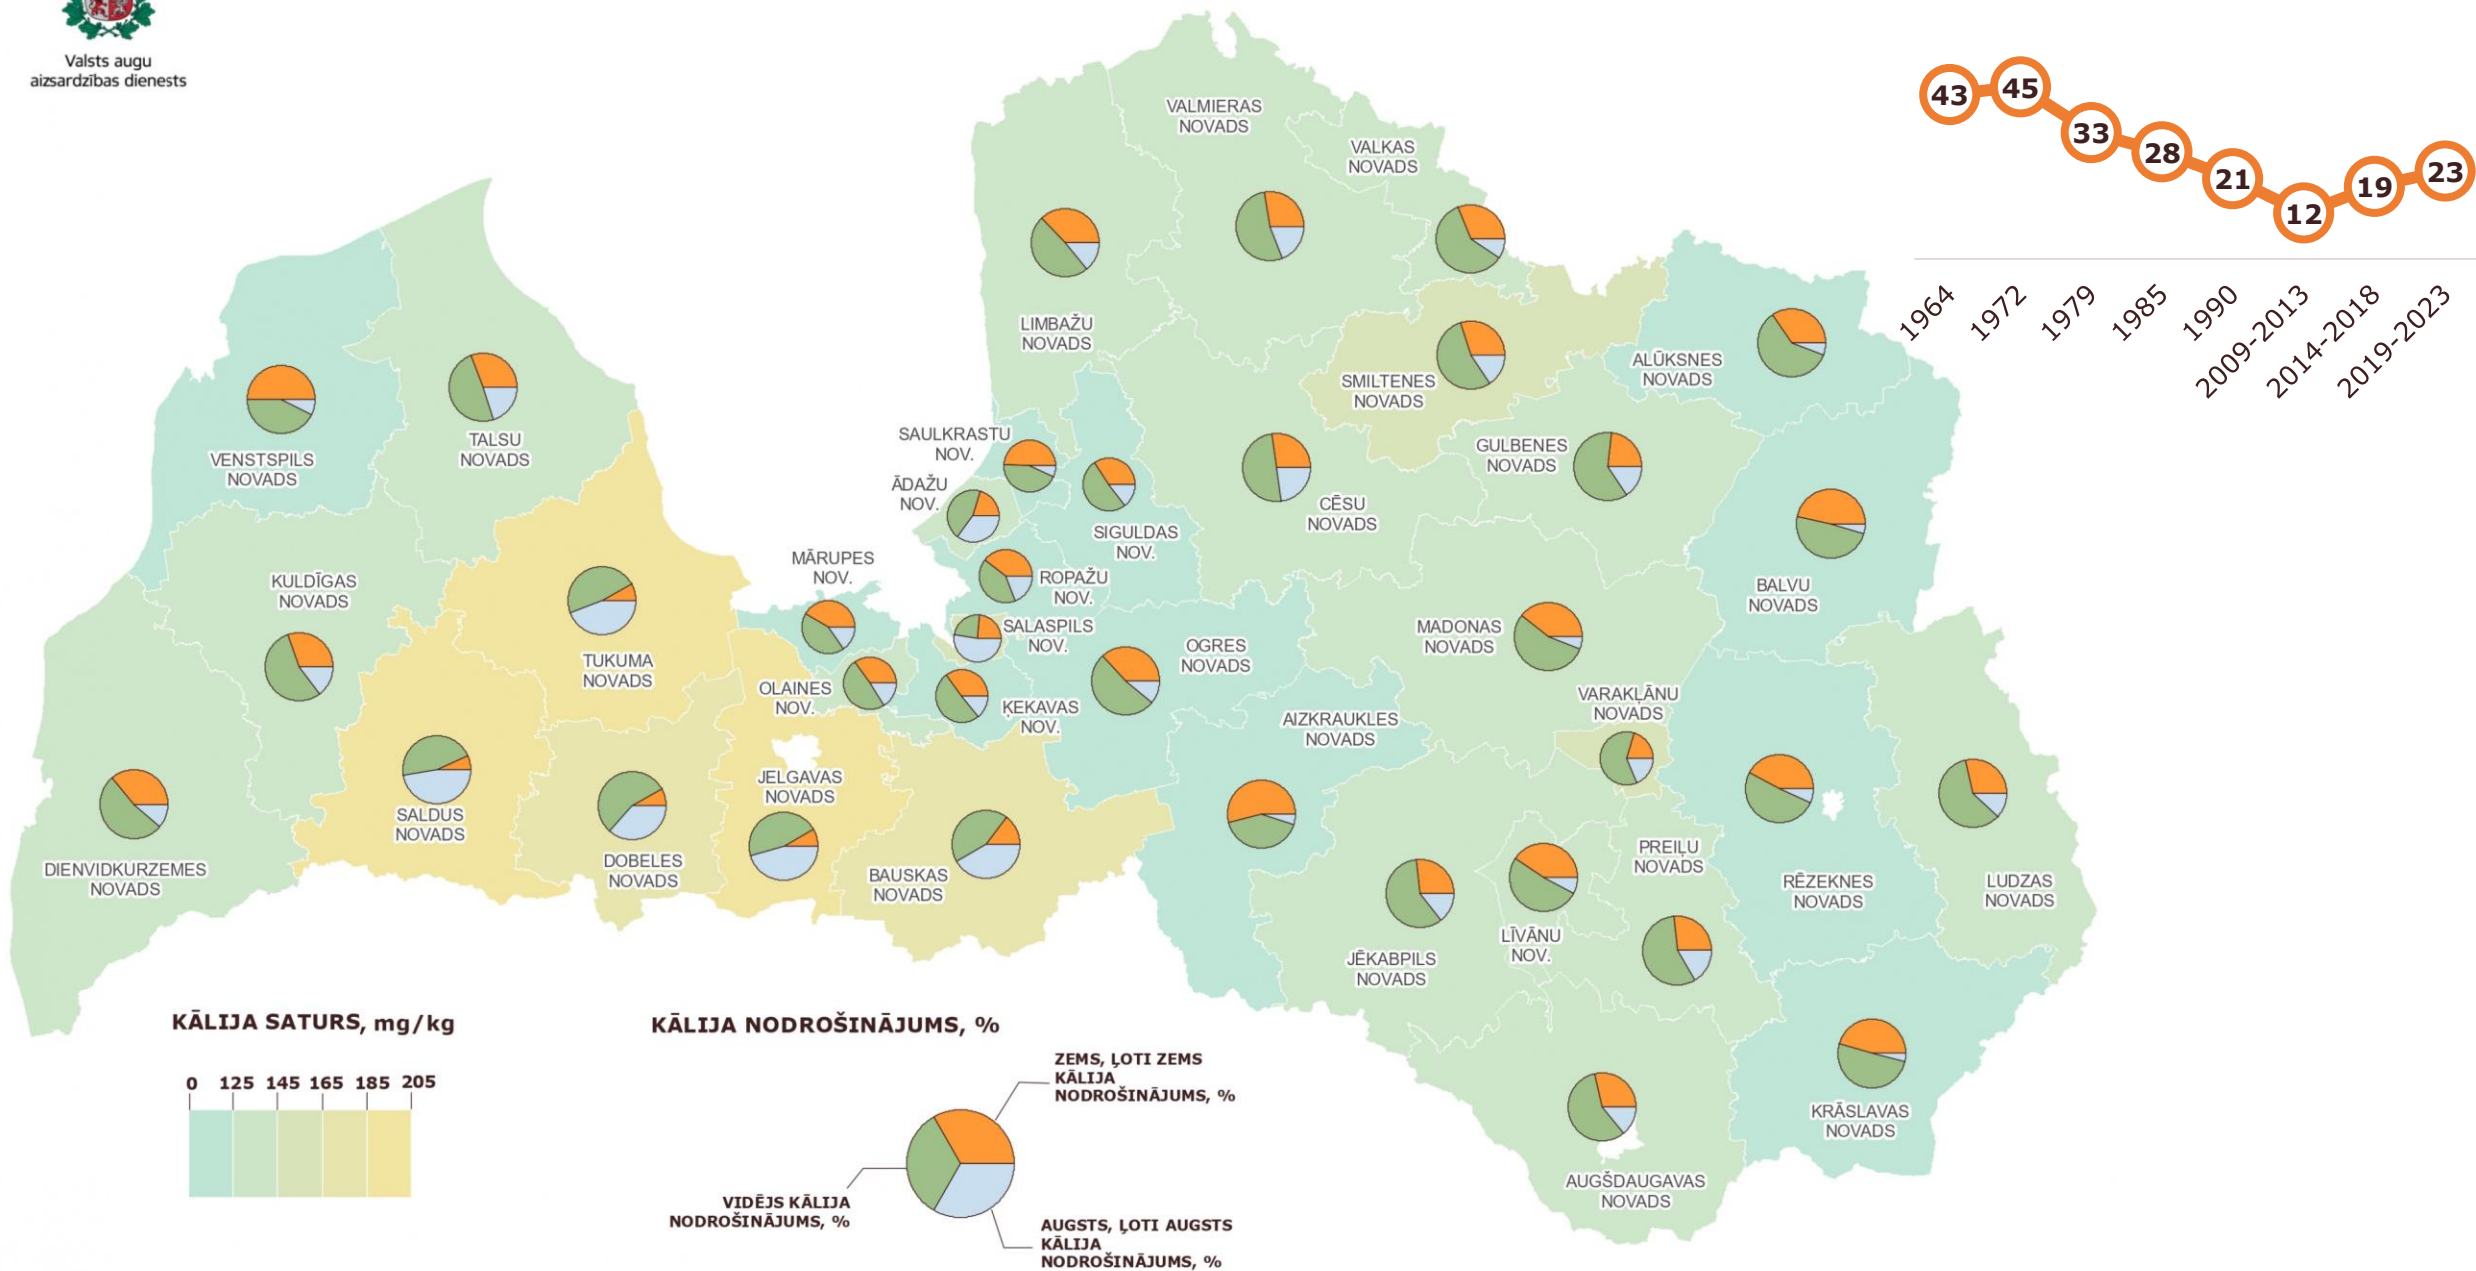 Valsts augu
aizsardzības dienests
43
45
33
28
21
12
19
23
1964
1972
1979
1985
1990
2009-2013
2014-2018
2019-2023
VALMIERAS
NOVADS
VALKAS
NOVADS
LIMBAŽU
NOVADS
SMILTENES
NOVADS
ALŪKSNES
NOVADS
VENSTSPILS
NOVADS
TALSU
NOVADS
SAULKRASTU
NOV.
ĀDAŽU
NOV.
SIGULDAS
NOV.
CĒSU
NOVADS
GULBENES
NOVADS
BALVU
NOVADS
KULDĪGAS
NOVADS
MĀRUPES
NOV.
ROPAŽU
NOV.
SALASPILS
NOV.
TUKUMA
NOVADS
OLAINES
NOV.
ĶEKAVAS
NOV.
OGRES
NOVADS
MADONAS
NOVADS
VARAKĻĀNU
NOVADS
AIZKRAUKLES
NOVADS
JELGAVAS
NOVADS
SALDUS
NOVADS
DOBELES
NOVADS
BAUSKAS
NOVADS
DIENVIDKURZEMES
NOVADS
PREIĻU
NOVADS
RĒZEKNES
NOVADS
LUDZAS
NOVADS
LĪVĀNU
NOV.
JĒKABPILS
NOVADS
KRĀSLAVAS
NOVADS
AUGŠDAUGAVAS
NOVADS
KĀLIJA SATURS, mg/kg
0 125 145 165 185 205
KĀLIJA NODROŠINĀJUMS, %
ZEMS, ĻOTI ZEMS
KĀLIJA
NODROŠINĀJUMS, %
VIDĒJS KĀLIJA
NODROŠINĀJUMS, %
AUGSTS, ĻOTI AUGSTS
KĀLIJA
NODROŠINĀJUMS, %